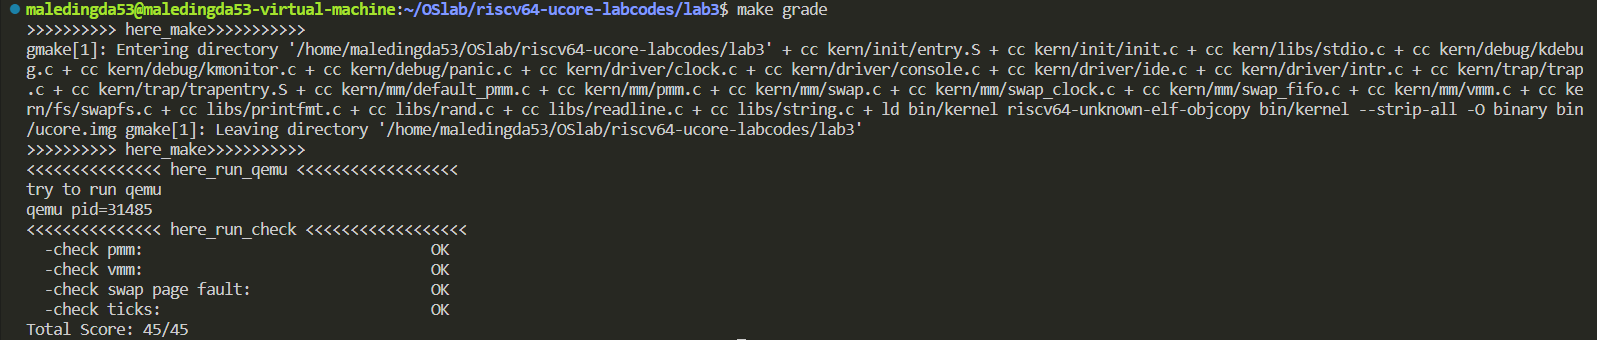 maledingda53@maledingda53-virtual-machine:~/OSlab/riscv64-ucore-labcodes/lab3$ make grade
>>>>>>>>>> here_make>>>>>>>>>>>
gmake[1]: Entering directory '/home/maledingda53/OSlab/riscv64-ucore-labcodes/lab3' + cc kern/init/entry.S + cc kern/init/init.c + cc kern/libs/stdio.c + cc kern/debug/kdebu
g.c + cc kern/debug/kmonitor.c + cc kern/debug/panic.c + cc kern/driver/clock.c + cc kern/driver/console.c + cc kern/driver/ide.c + cc kern/driver/intr.c + cc kern/trap/trap
.c + cc kern/trap/trapentry.S + cc kern/mm/default_pmm.c + cc kern/mm/pmm.c + cc kern/mm/swap.c + cc kern/mm/swap_clock.c + cc kern/mm/swap_fifo.c + cc kern/mm/vmm.c + cc ke
rn/fs/swapfs.c + cc libs/printfmt.c + cc libs/rand.c + cc libs/readline.c + cc libs/string.c + ld bin/kernel riscv64-unknown-elf-objcopy bin/kernel --strip-all -O binary bin
/ucore.img gmake[1]: Leaving directory '/home/maledingda53/OSlab/riscv64-ucore-labcodes/lab3'
>>>>>>>>>> here_make>>>>>>>>>>>
<<<<<<<<<<<<<<< here_run_qemu <<<<<<<<<<<<<<<<<<
try to run qemu
qemu pid=31485
<<<<<<<<<<<<<<< here_run_check <<<<<<<<<<<<<<<<<<
-check pmm: OK
-check vmm: OK
-check swap page fault: OK
-check ticks: OK
Total Score: 45/45